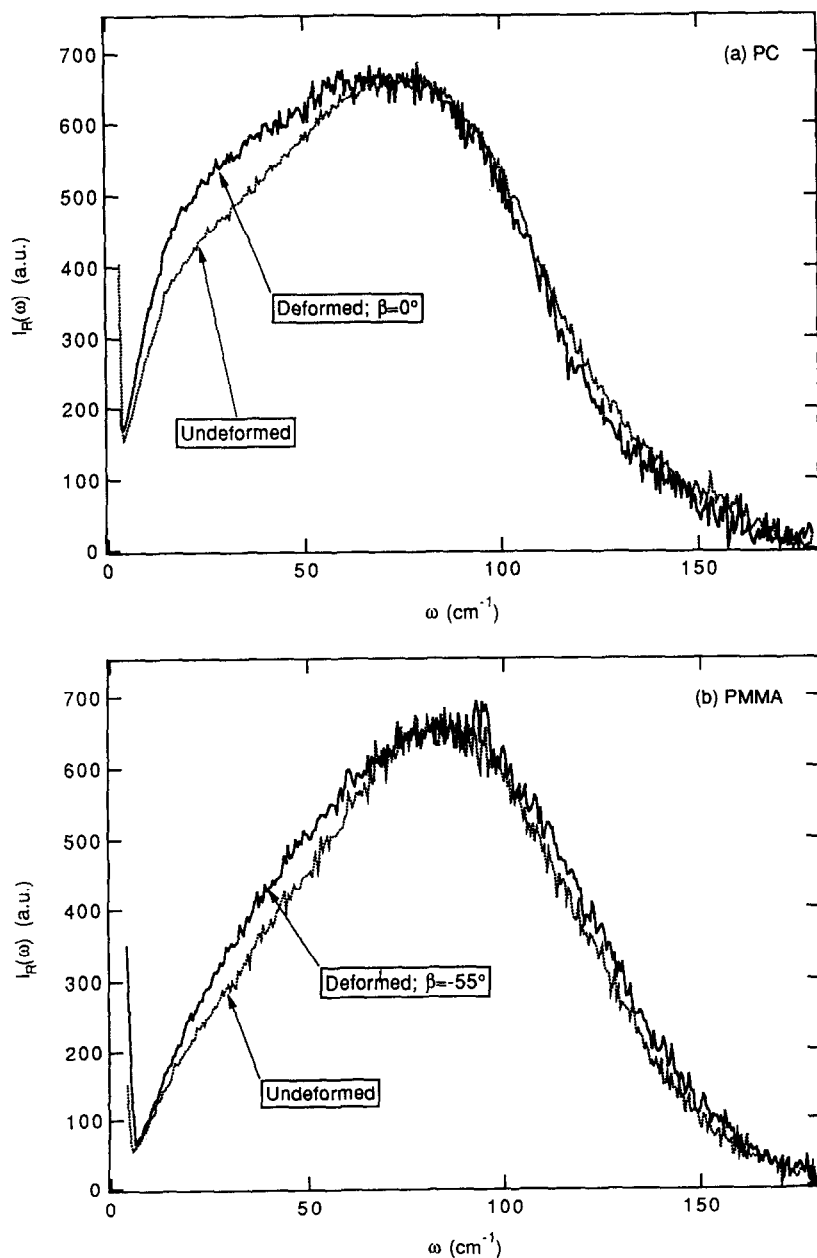 (a) PC
700
600
500
400
300
200
100
0
I_R(ω) (a.u.)
Deformed; β=0°
Undeformed
0
50
100
150
ω (cm⁻¹)
(b) PMMA
700
600
500
400
300
200
100
0
I_R(ω) (a.u.)
Deformed; β=-55°
Undeformed
0
50
100
150
ω (cm⁻¹)